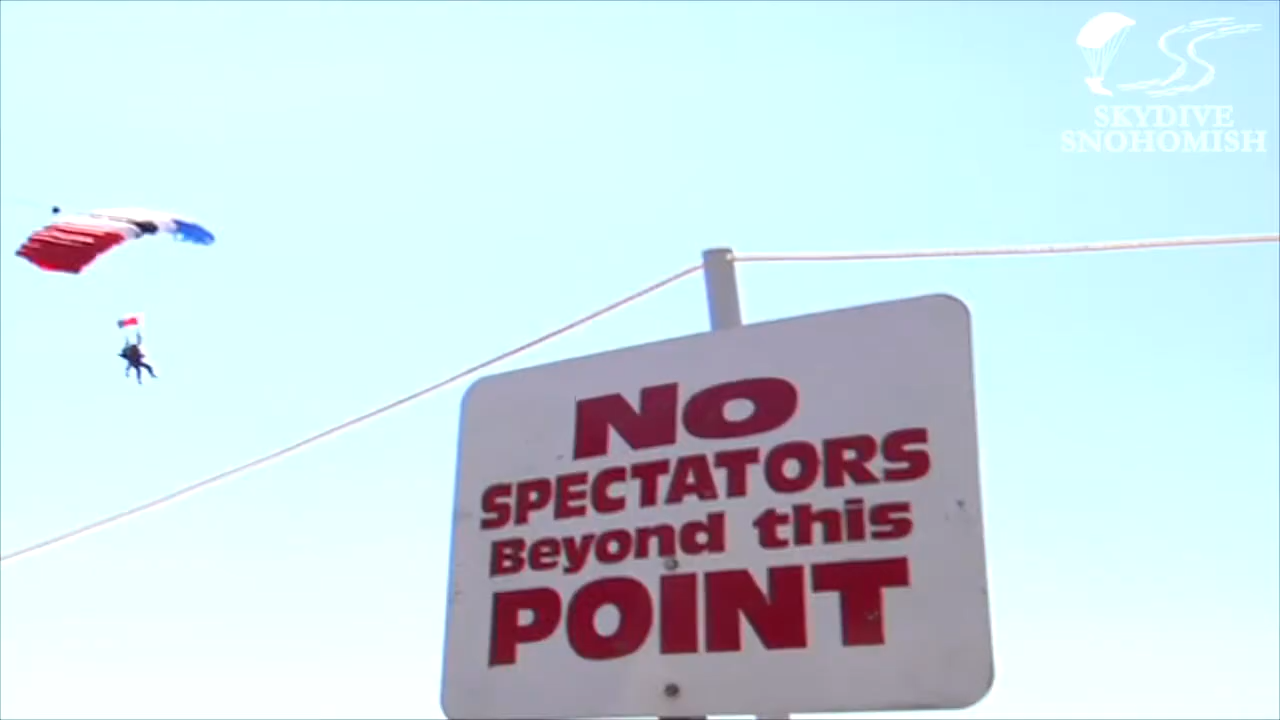 SKYDIVE
SNOHOMISH
NO
SPECTATORS
Beyond this
POINT